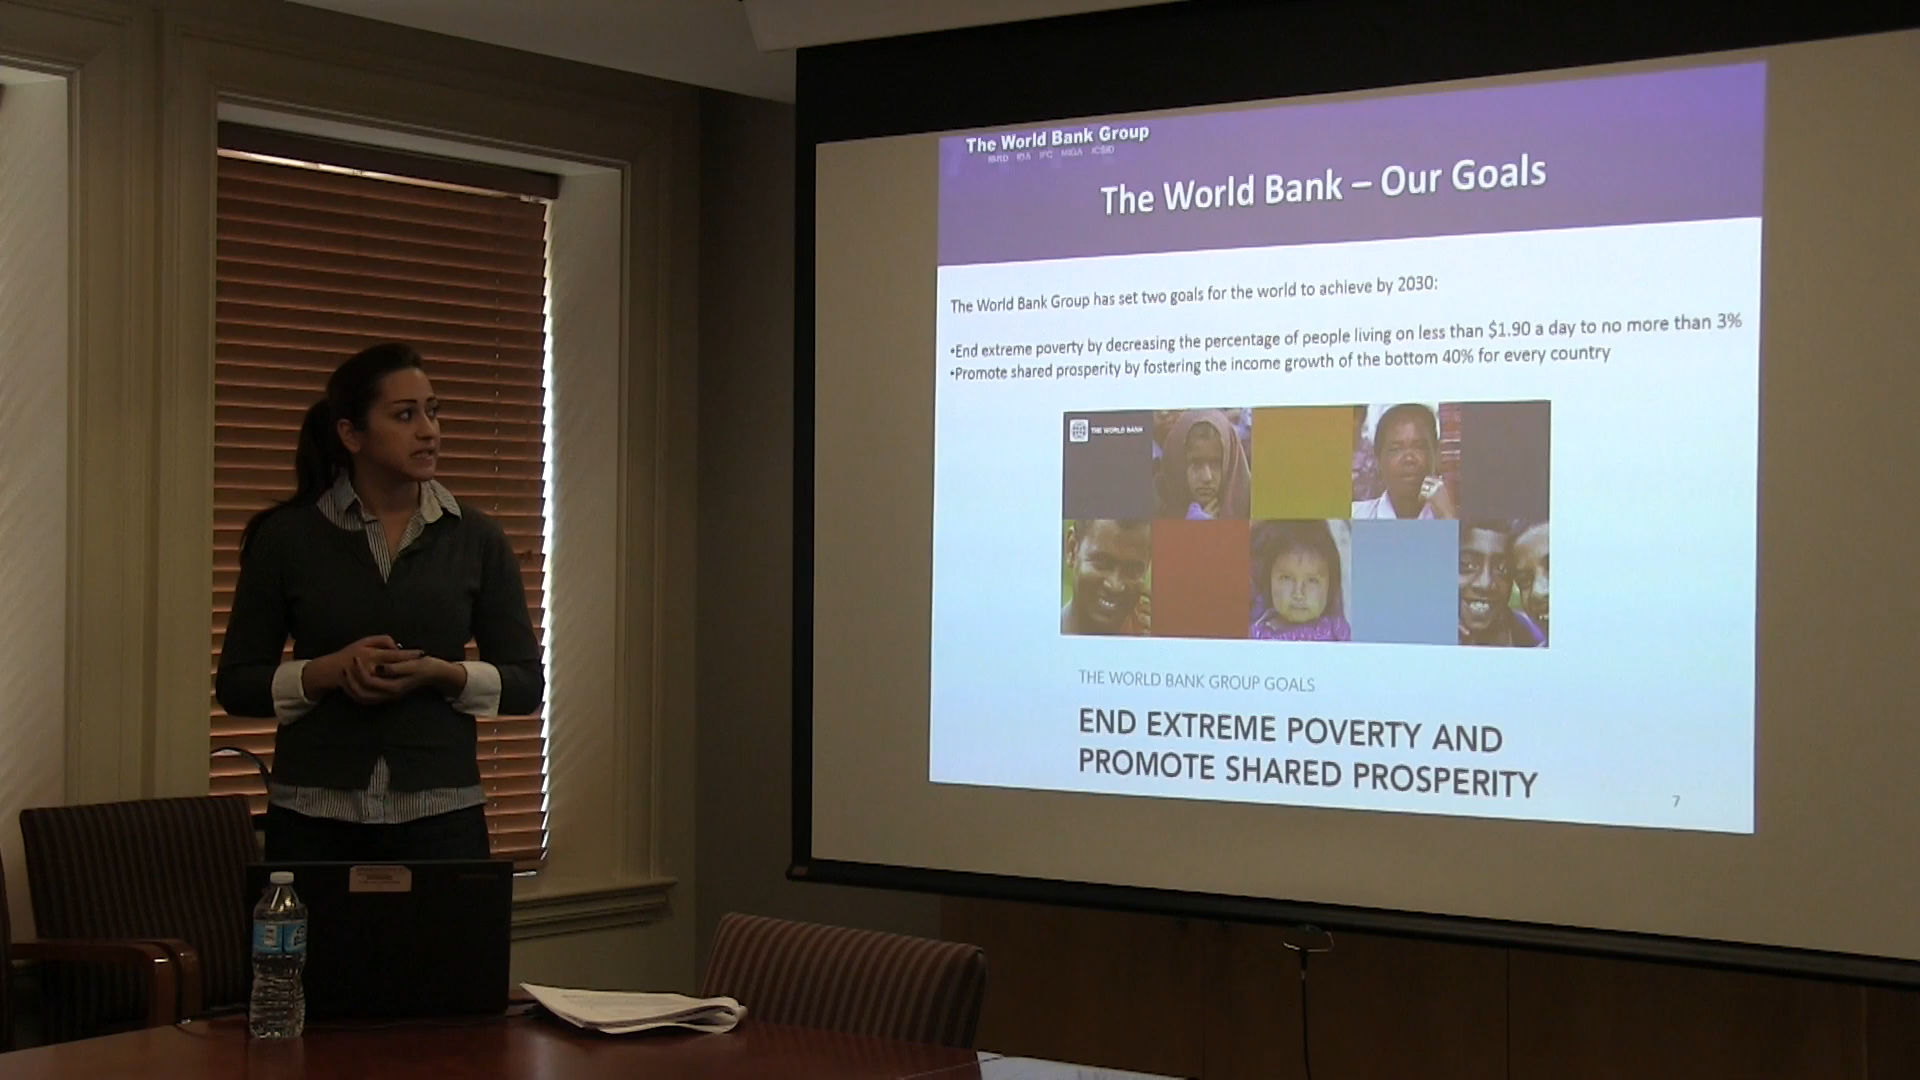 The World Bank Group
IBRD IDA IFC MIGA ICSID
The World Bank – Our Goals
The World Bank Group has set two goals for the world to achieve by 2030:
•End extreme poverty by decreasing the percentage of people living on less than $1.90 a day to no more than 3%
•Promote shared prosperity by fostering the income growth of the bottom 40% for every country
THE WORLD BANK
THE WORLD BANK GROUP GOALS
END EXTREME POVERTY AND
PROMOTE SHARED PROSPERITY
7